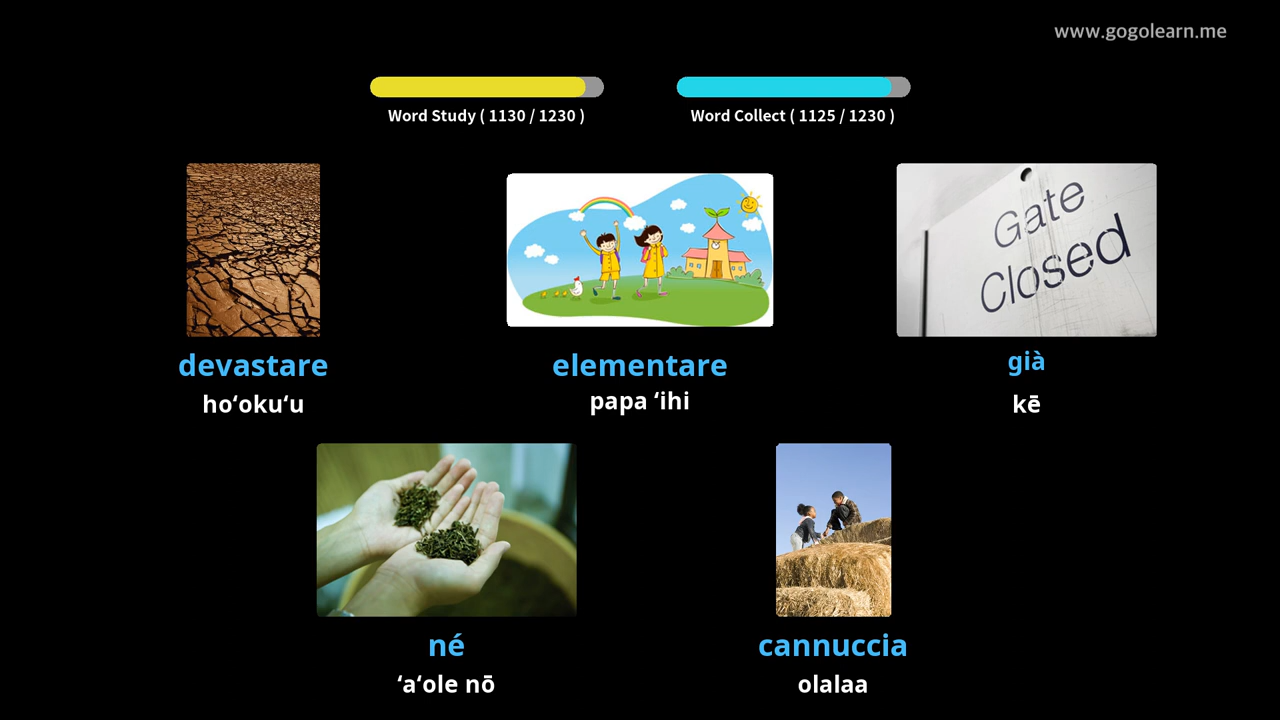 www.gogolearn.me
Word Study ( 1130 / 1230 )
Word Collect ( 1125 / 1230 )
Gate
Closed
devastare
hoʻokuʻu
elementare
papa ʻihi
già
kē
né
ʻaʻole nō
cannuccia
olalaa